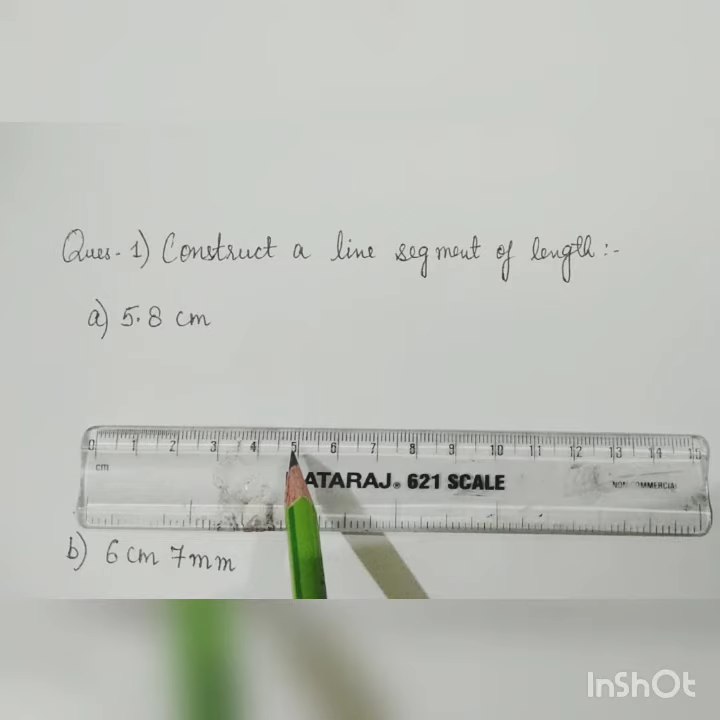 Ques- 1) Construct a line segment of length :-
a) 5.8 cm
0 1 2 3 4 5 6 7 8 9 10 11 12 13 14 15
cm
ATARAJ® 621 SCALE
b) 6 cm 7mm
InShOt